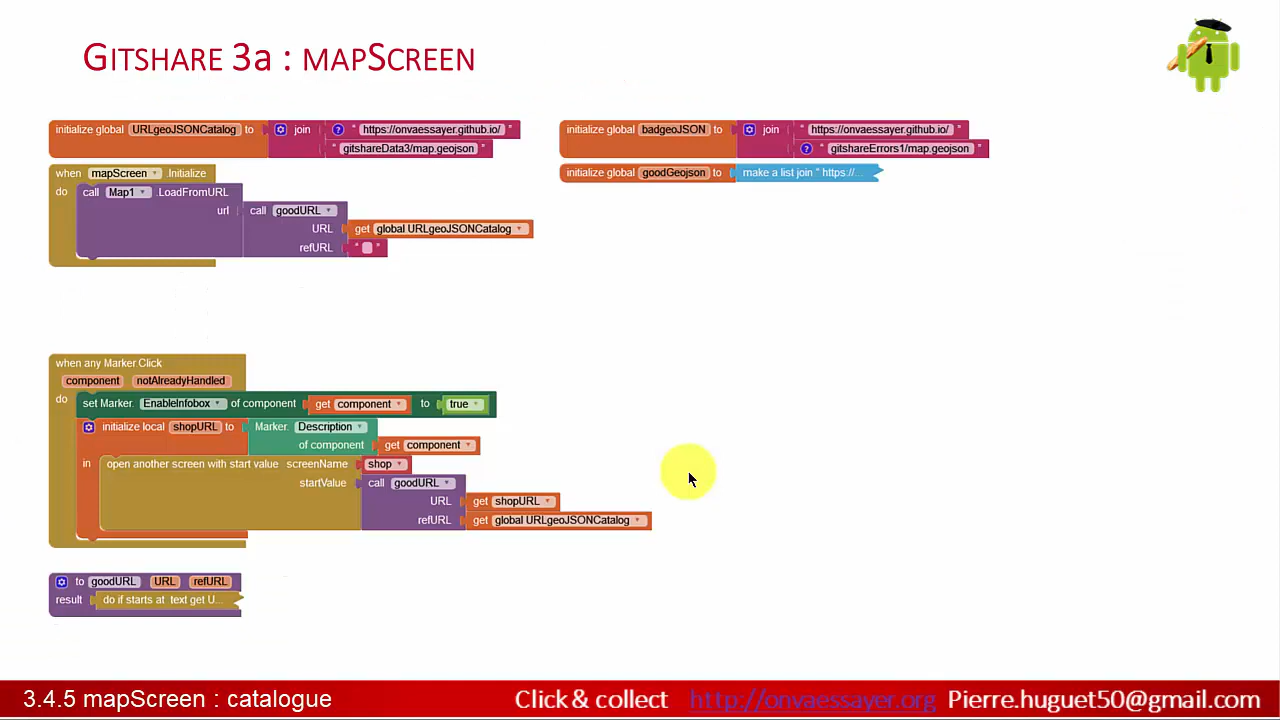 GITSHARE 3a : MAPSCREEN
initialize global URLgeoJSONCatalog to join " https://onvaessayer.github.io/ "
" gitshareData3/map.geojson "
initialize global badgeoJSON to join " https://onvaessayer.github.io/ "
" gitshareErrors1/map.geojson "
initialize global goodGeojson to make a list join " https://...
when mapScreen .Initialize
do call Map1 .LoadFromURL
url call goodURL
URL get global URLgeoJSONCatalog
refURL " "
when any Marker.Click
component notAlreadyHandled
do set Marker. EnableInfobox of component get component to true
initialize local shopURL to Marker. Description
of component get component
in open another screen with start value screenName shop
startValue call goodURL
URL get shopURL
refURL get global URLgeoJSONCatalog
to goodURL URL refURL
result do if starts at text get U...
3.4.5 mapScreen : catalogue Click & collect http://onvaessayer.org Pierre.huguet50@gmail.com